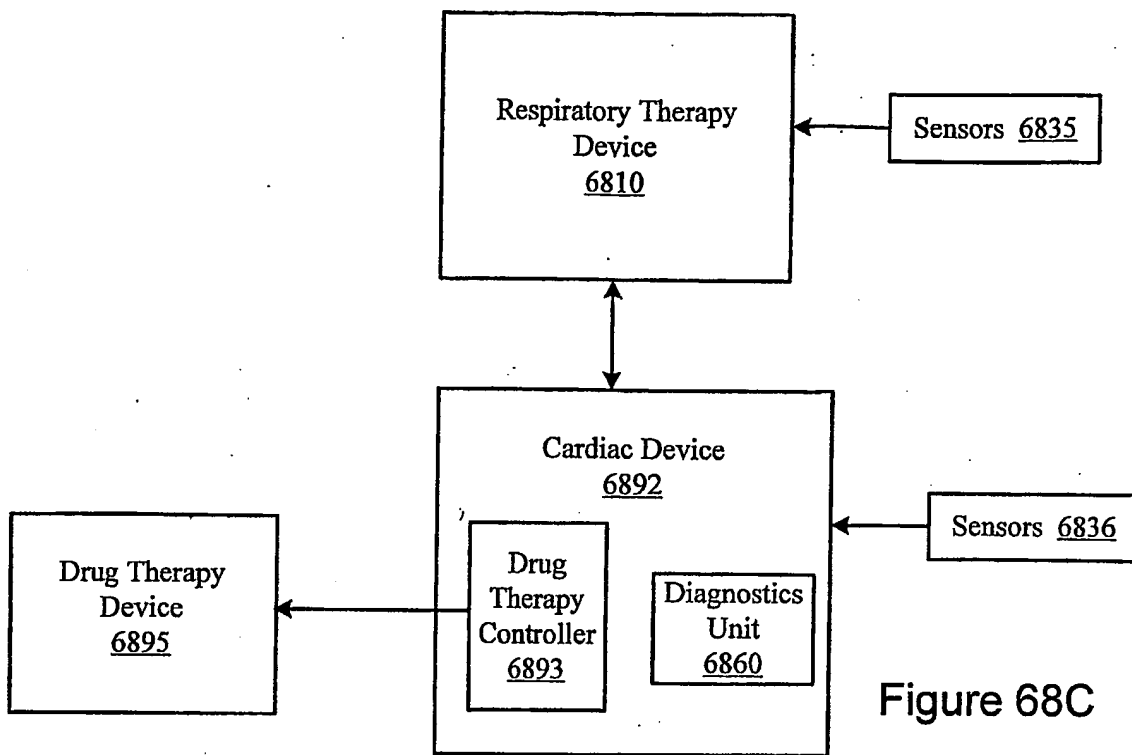 Respiratory Therapy
Device
6810
Sensors 6835
Cardiac Device
6892
Sensors 6836
Drug Therapy
Device
6895
Drug
Therapy
Controller
6893
Diagnostics
Unit
6860
Figure 68C